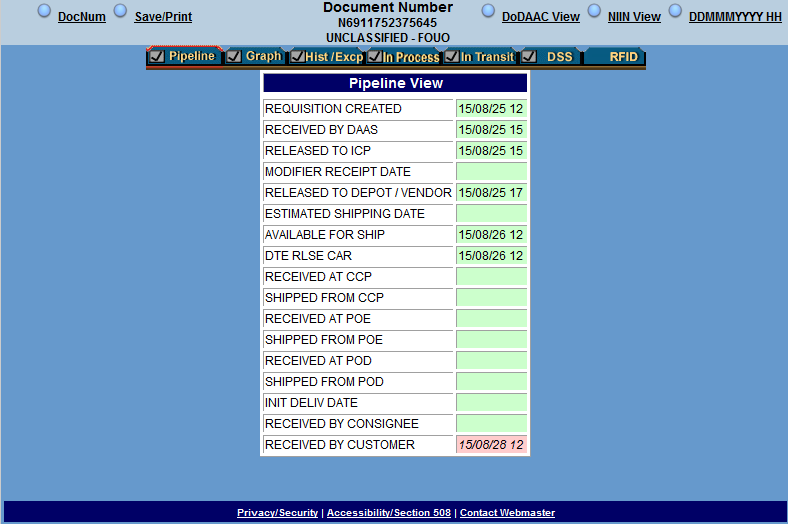 DocNum Save/Print Document Number DoDAAC View NIIN View DDMMMYYYY HH
N6911752375645
UNCLASSIFIED - FOUO
Pipeline Graph Hist /Excp In Process In Transit DSS RFID
Pipeline View
REQUISITION CREATED 15/08/25 12
RECEIVED BY DAAS 15/08/25 15
RELEASED TO ICP 15/08/25 15
MODIFIER RECEIPT DATE
RELEASED TO DEPOT / VENDOR 15/08/25 17
ESTIMATED SHIPPING DATE
AVAILABLE FOR SHIP 15/08/26 12
DTE RLSE CAR 15/08/26 12
RECEIVED AT CCP
SHIPPED FROM CCP
RECEIVED AT POE
SHIPPED FROM POE
RECEIVED AT POD
SHIPPED FROM POD
INIT DELIV DATE
RECEIVED BY CONSIGNEE
RECEIVED BY CUSTOMER 15/08/28 12
Privacy/Security | Accessibility/Section 508 | Contact Webmaster